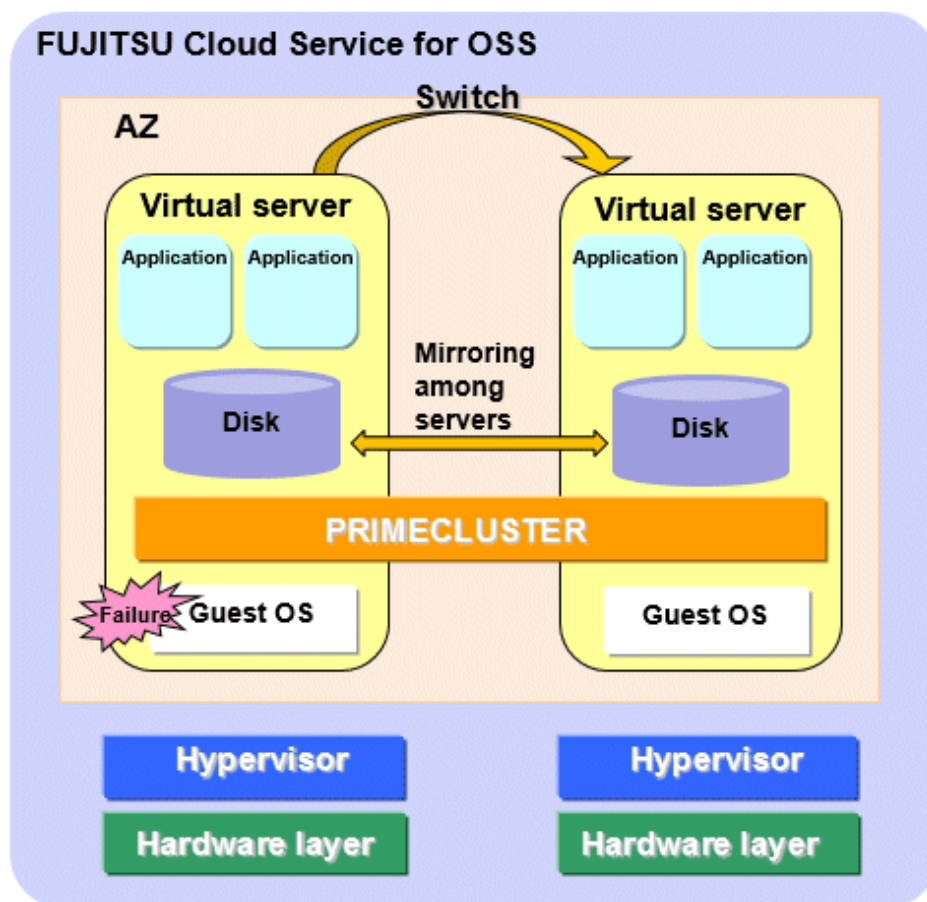 FUJITSU Cloud Service for OSS
Switch
AZ
Virtual server
Application
Application
Disk
Virtual server
Application
Application
Disk
Mirroring
among
servers
PRIMECLUSTER
Failure
Guest OS
Guest OS
Hypervisor
Hypervisor
Hardware layer
Hardware layer